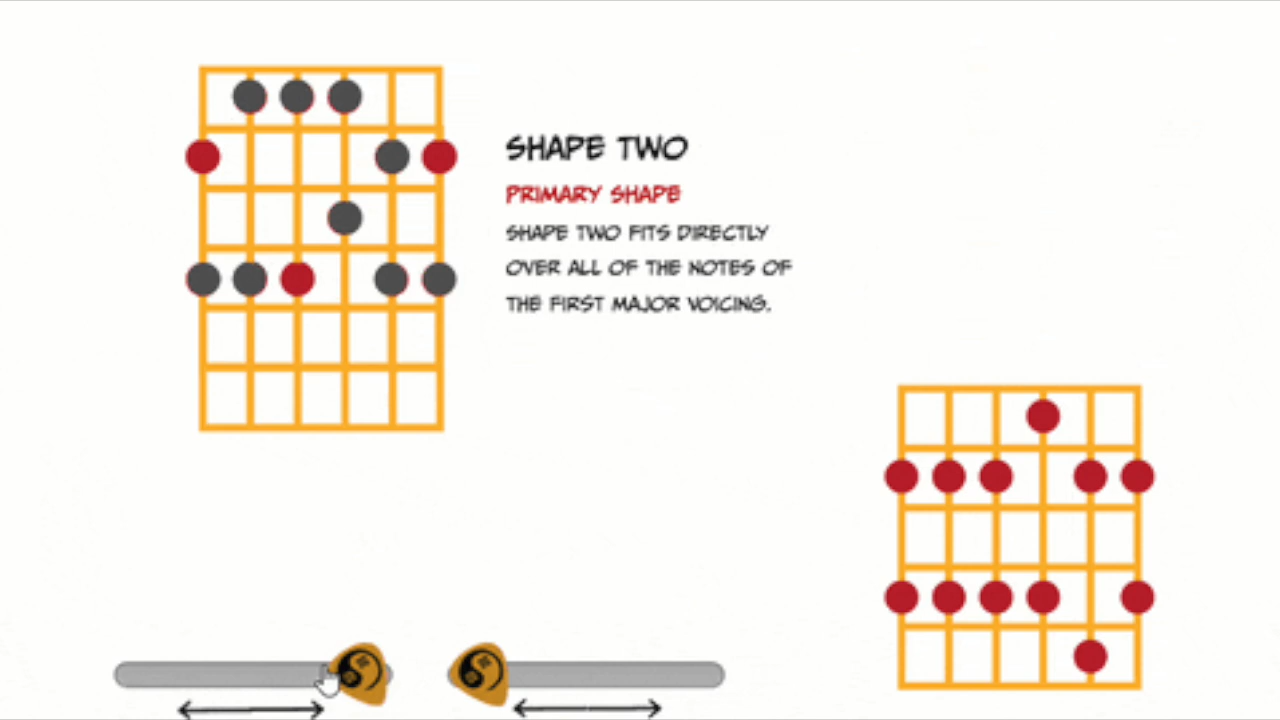 SHAPE TWO
PRIMARY SHAPE
SHAPE TWO FITS DIRECTLY
OVER ALL OF THE NOTES OF
THE FIRST MAJOR VOICING.